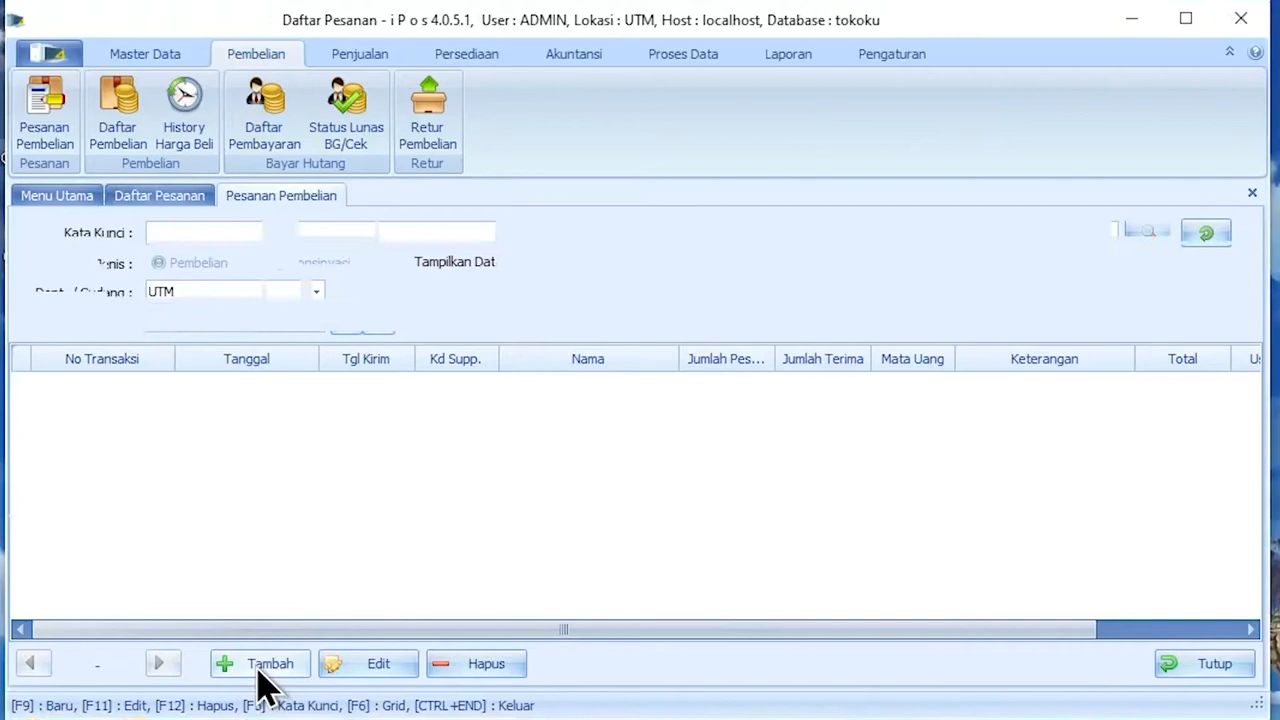 Daftar Pesanan - i P o s 4.0.5.1, User : ADMIN, Lokasi : UTM, Host : localhost, Database : tokoku
Master Data Pembelian Penjualan Persediaan Akuntansi Proses Data Laporan Pengaturan
Pesanan Pembelian
Daftar Pembelian
History Harga Beli
Daftar Pembayaran
Status Lunas BG/Cek
Retur Pembelian
Pesanan Pembelian Bayar Hutang Retur
Menu Utama Daftar Pesanan Pesanan Pembelian
Kata Kunci :
Jenis : Pembelian Tampilkan Dat
UTM
No Transaksi Tanggal Tgl Kirim Kd Supp. Nama Jumlah Pes... Jumlah Terima Mata Uang Keterangan Total
- Tambah Edit Hapus Tutup
[F9] : Baru, [F11] : Edit, [F12] : Hapus, : Kata Kunci, [F6] : Grid, [CTRL+END] : Keluar